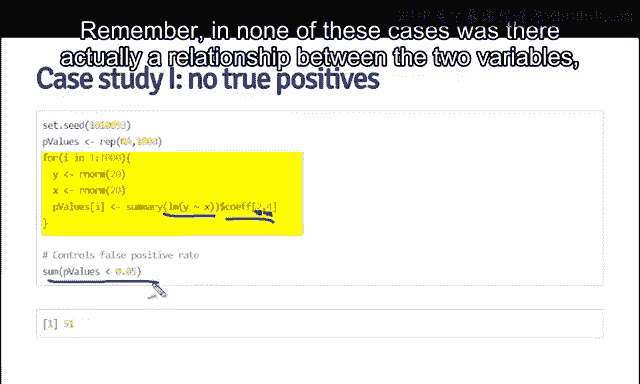 Remember, in none of these cases was there
actually a relationship between the two variables,
Case study I: no true positives
set.seed(1010093)
pValues <- rep(NA,1000)
for(i in 1:1000){
y <- rnorm(20)
x <- rnorm(20)
pValues[i] <- summary(lm(y ~ x))$coeff[2,4]
}
# Controls false positive rate
sum(pValues < 0.05)
[1] 51